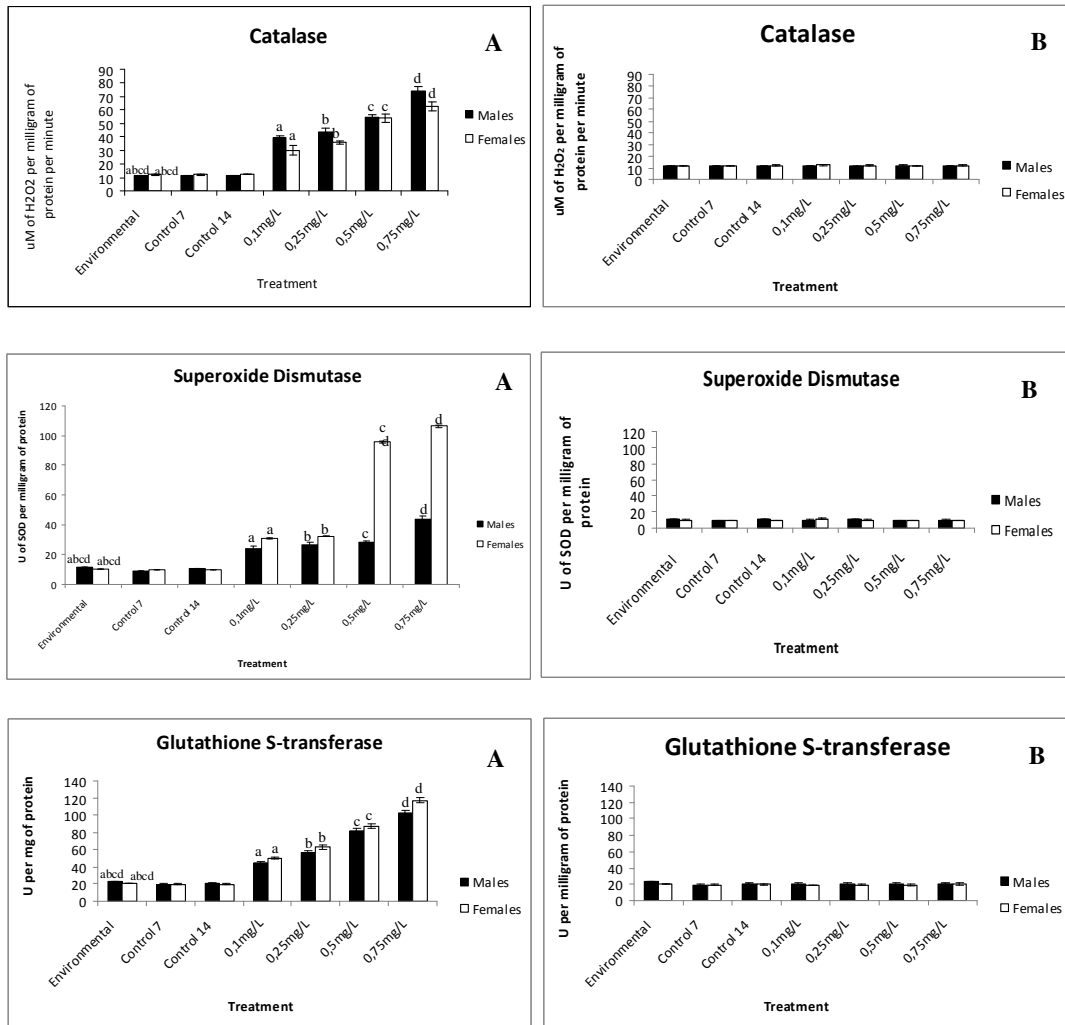 Catalase
A
uM of H2O2 per milligram of
protein per minute
90
80
70
60
50
40
30
20
10
0
abcd abcd
a a
b b
c c
d d
Males
Females
Environmental
Control 7
Control 14
0,1mg/L
0,25mg/L
0,5mg/L
0,75mg/L
Treatment
Catalase
B
uM of H₂O₂ per milligram of
protein per minute
90
80
70
60
50
40
30
20
10
0
Males
Females
Environmental
Control 7
Control 14
0,1mg/L
0,25mg/L
0,5mg/L
0,75mg/L
Treatment
Superoxide Dismutase
A
U of SOD per milligram of protein
120
100
80
60
40
20
0
abcd abcd
a a
b b
c c
d
d d
Males
Females
Environmental
Control 7
Control 14
0,1mg/L
0,25mg/L
0,5mg/L
0,75mg/L
Treatment
Superoxide Dismutase
B
U of SOD per milligram of
protein
120
100
80
60
40
20
0
Males
Females
Environmental
Control 7
Control 14
0,1mg/L
0,25mg/L
0,5mg/L
0,75mg/L
Treatment
Glutathione S-transferase
A
U per mg of protein
140
120
100
80
60
40
20
0
abcd abcd
a a
b b
c c
d d
Males
Females
Environmental
Control 7
Control 14
0,1mg/L
0,25mg/L
0,5mg/L
0,75mg/L
Treatment
Glutathione S-transferase
B
U per milligram of protein
140
120
100
80
60
40
20
0
Males
Females
Environmental
Control 7
Control 14
0,1mg/L
0,25mg/L
0,5mg/L
0,75mg/L
Treatment